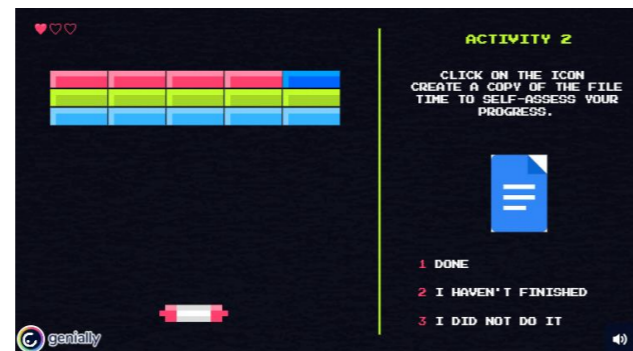 ACTIVITY 2
CLICK ON THE ICON
CREATE A COPY OF THE FILE
TIME TO SELF-ASSESS YOUR
PROGRESS.
1 DONE
2 I HAVEN'T FINISHED
3 I DID NOT DO IT
genially